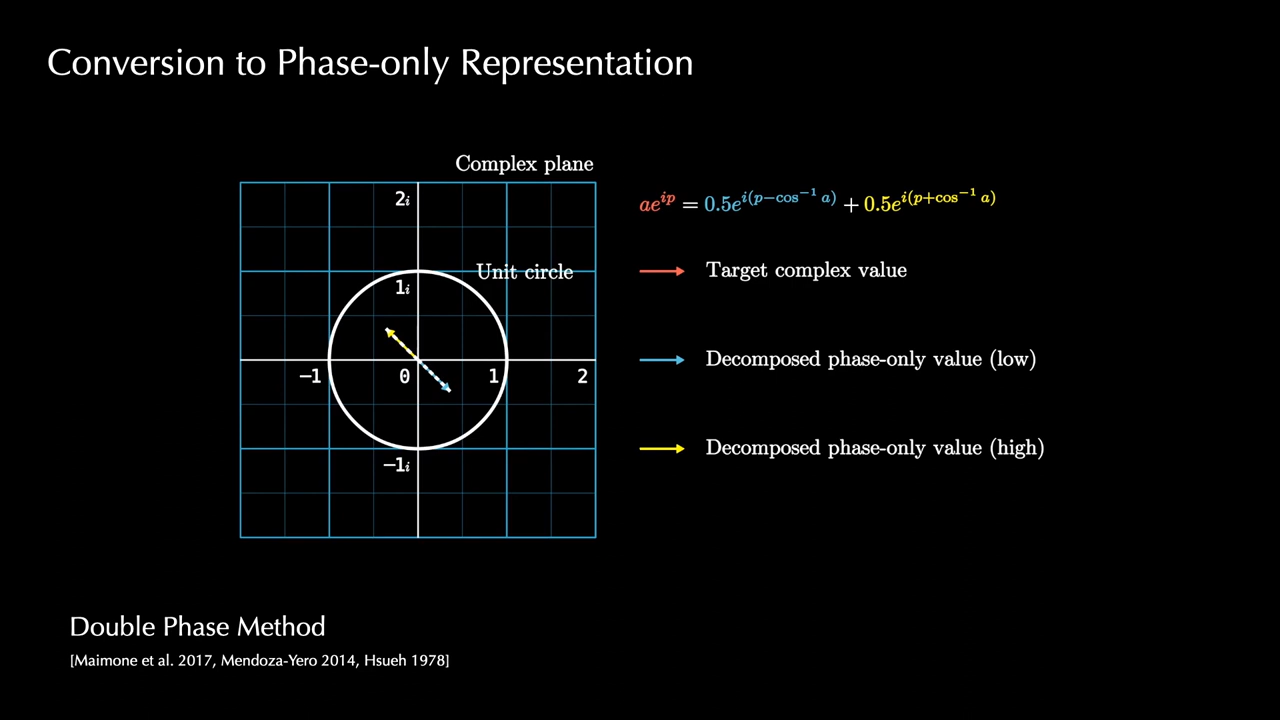 Conversion to Phase-only Representation
Complex plane
2i
ae^{ip} = 0.5e^{i(p−cos^{−1} a)} + 0.5e^{i(p+cos^{−1} a)}
Unit circle
Target complex value
1i
Decomposed phase-only value (low)
−1 0 1 2
Decomposed phase-only value (high)
−1i
Double Phase Method
[Maimone et al. 2017, Mendoza-Yero 2014, Hsueh 1978]